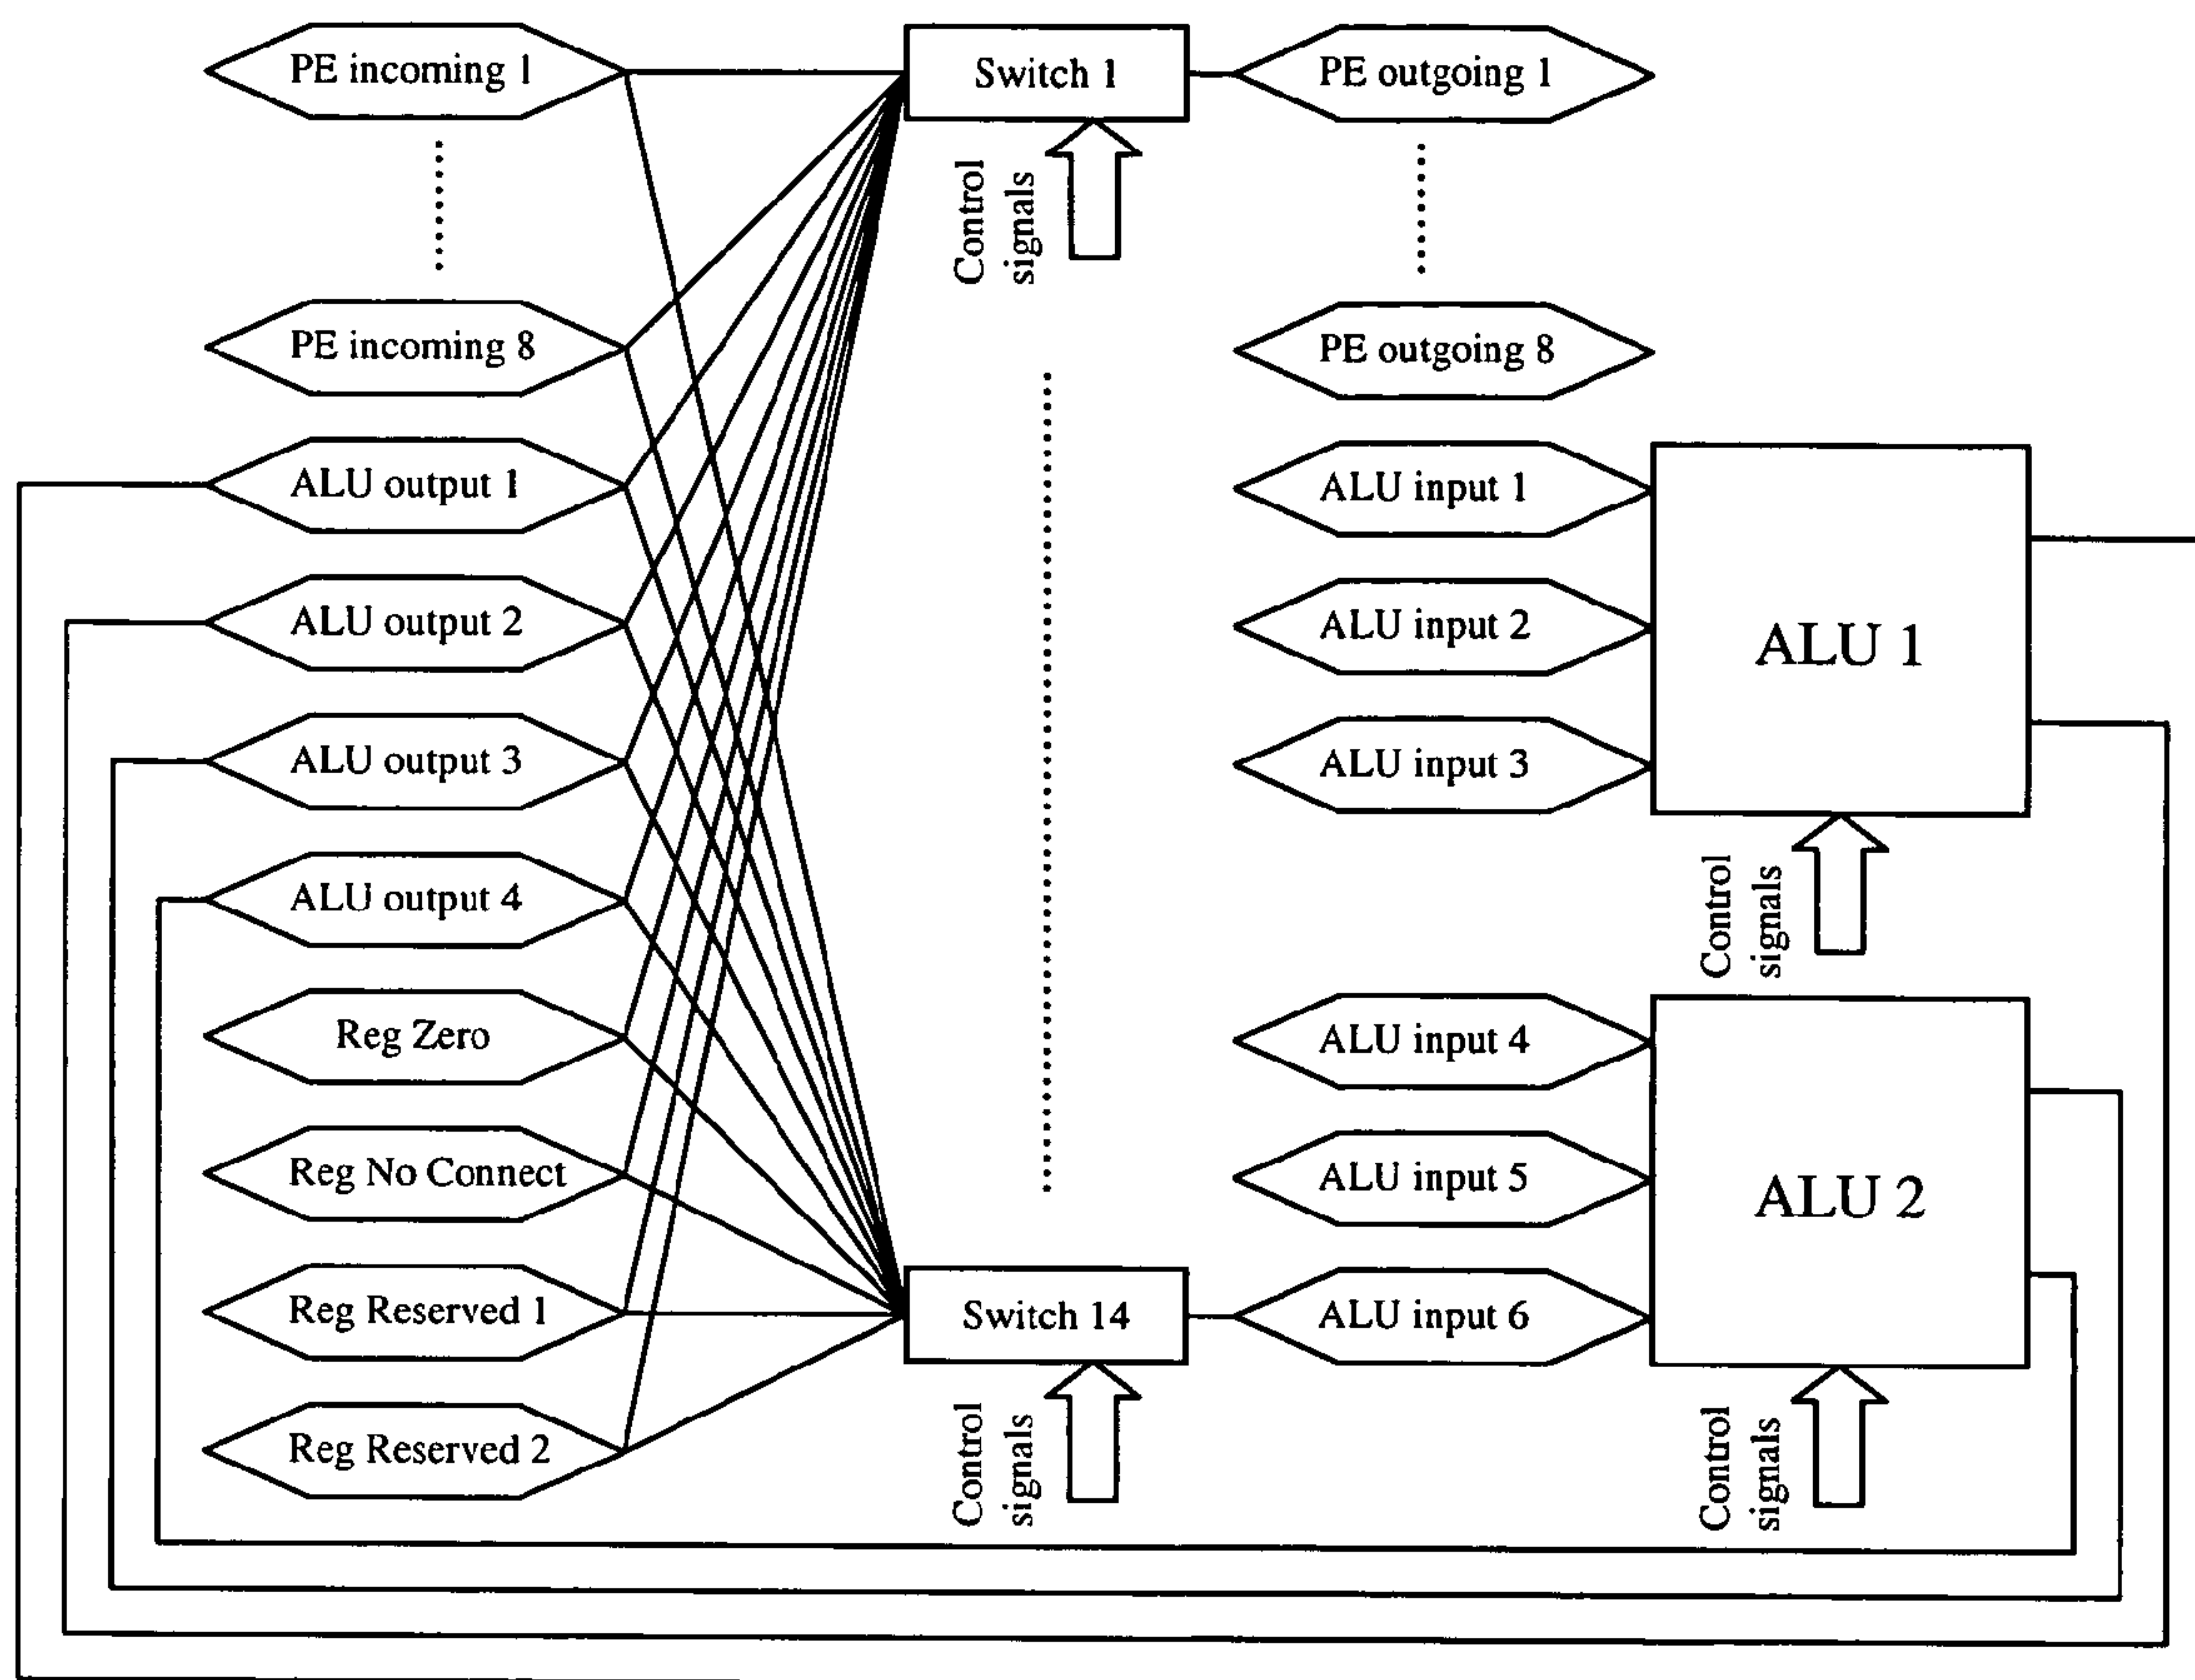 PE incoming 1
Switch 1
PE outgoing 1
Control
signals
PE incoming 8
PE outgoing 8
ALU output 1
ALU input 1
ALU output 2
ALU input 2
ALU 1
ALU output 3
ALU input 3
ALU output 4
Control
signals
Reg Zero
ALU input 4
Reg No Connect
ALU input 5
ALU 2
Reg Reserved 1
Switch 14
ALU input 6
Reg Reserved 2
Control
signals
Control
signals